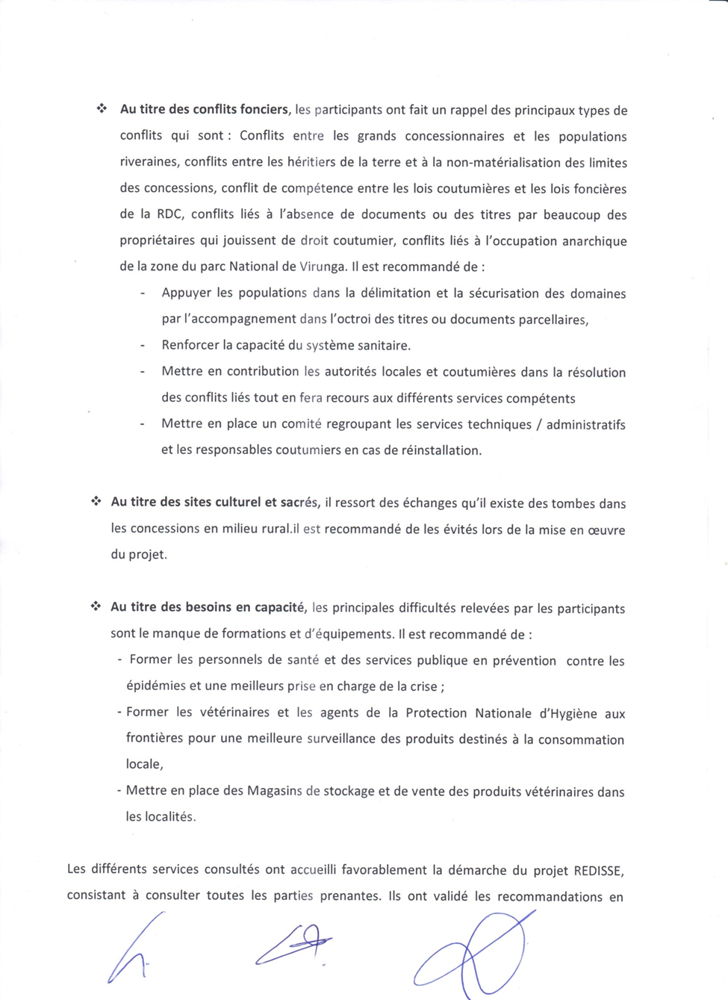 ❖ Au titre des conflits fonciers, les participants ont fait un rappel des principaux types de
conflits qui sont : Conflits entre les grands concessionnaires et les populations
riveraines, conflits entre les héritiers de la terre et à la non-matérialisation des limites
des concessions, conflit de compétence entre les lois coutumières et les lois foncières
de la RDC, conflits liés à l'absence de documents ou des titres par beaucoup des
propriétaires qui jouissent de droit coutumier, conflits liés à l'occupation anarchique
de la zone du parc National de Virunga. Il est recommandé de :
- Appuyer les populations dans la délimitation et la sécurisation des domaines
par l'accompagnement dans l'octroi des titres ou documents parcellaires,
- Renforcer la capacité du système sanitaire.
- Mettre en contribution les autorités locales et coutumières dans la résolution
des conflits liés tout en fera recours aux différents services compétents
- Mettre en place un comité regroupant les services techniques / administratifs
et les responsables coutumiers en cas de réinstallation.
❖ Au titre des sites culturel et sacrés, il ressort des échanges qu'il existe des tombes dans
les concessions en milieu rural.il est recommandé de les évités lors de la mise en œuvre
du projet.
❖ Au titre des besoins en capacité, les principales difficultés relevées par les participants
sont le manque de formations et d'équipements. Il est recommandé de :
- Former les personnels de santé et des services publique en prévention contre les
épidémies et une meilleurs prise en charge de la crise ;
- Former les vétérinaires et les agents de la Protection Nationale d'Hygiène aux
frontières pour une meilleure surveillance des produits destinés à la consommation
locale,
- Mettre en place des Magasins de stockage et de vente des produits vétérinaires dans
les localités.
Les différents services consultés ont accueilli favorablement la démarche du projet REDISSE,
consistant à consulter toutes les parties prenantes. Ils ont validé les recommandations en